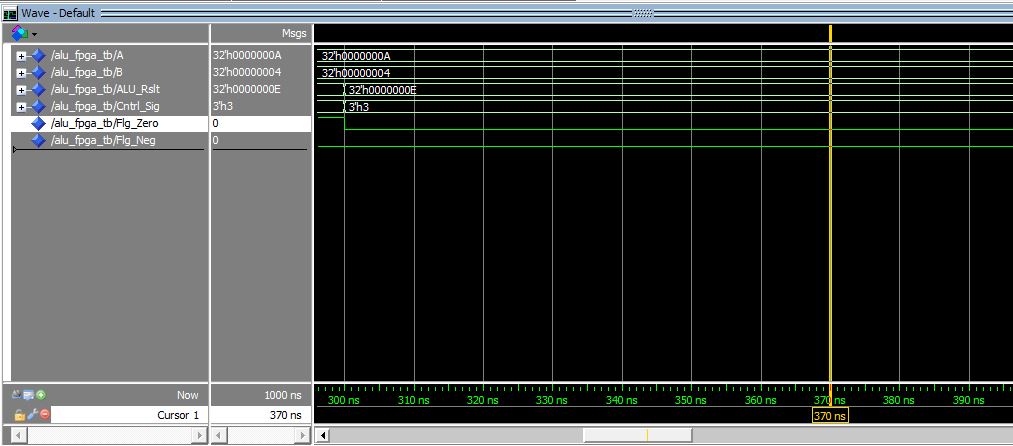 Wave - Default
Msgs
/alu_fpga_tb/A 32'h0000000A 32'h0000000A
/alu_fpga_tb/B 32'h00000004 32'h00000004
/alu_fpga_tb/ALU_Rslt 32'h0000000E 32'h0000000E
/alu_fpga_tb/Cntrl_Sig 3'h3 3'h3
/alu_fpga_tb/Flg_Zero 0
/alu_fpga_tb/Flg_Neg 0
Now 1000 ns 300 ns 310 ns 320 ns 330 ns 340 ns 350 ns 360 ns 370 ns 380 ns 390 ns
Cursor 1 370 ns 370 ns